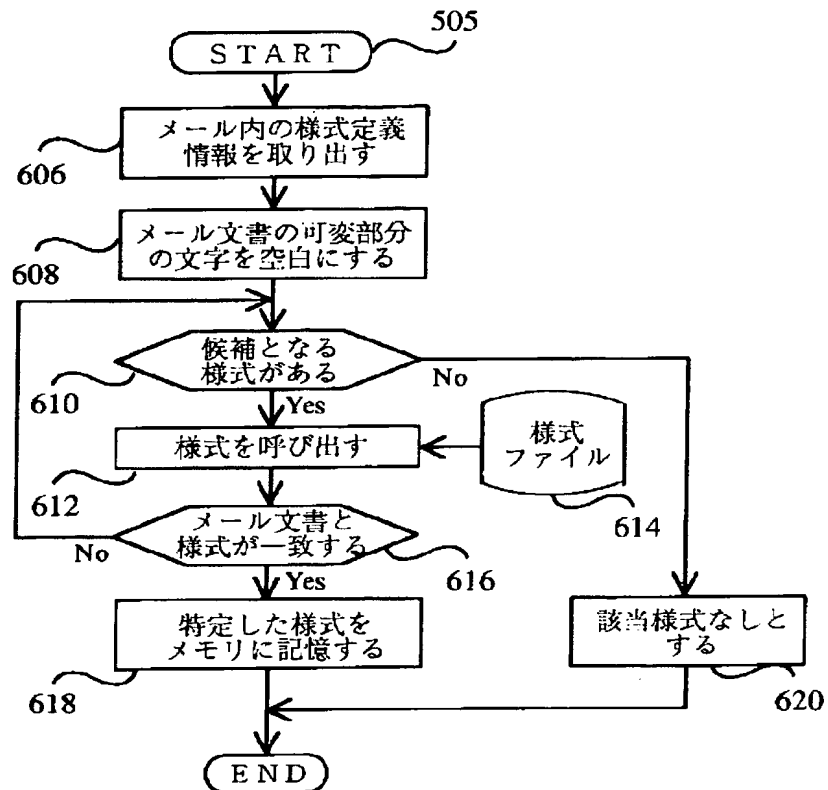 505
START
メール内の様式定義
情報を取り出す
606
メール文書の可変部分
の文字を空白にする
608
候補となる
様式がある
610
No
Yes
様式を呼び出す
612
様式
ファイル
614
メール文書と
様式が一致する
616
No
Yes
特定した様式を
メモリに記憶する
618
該当様式なしと
する
620
END